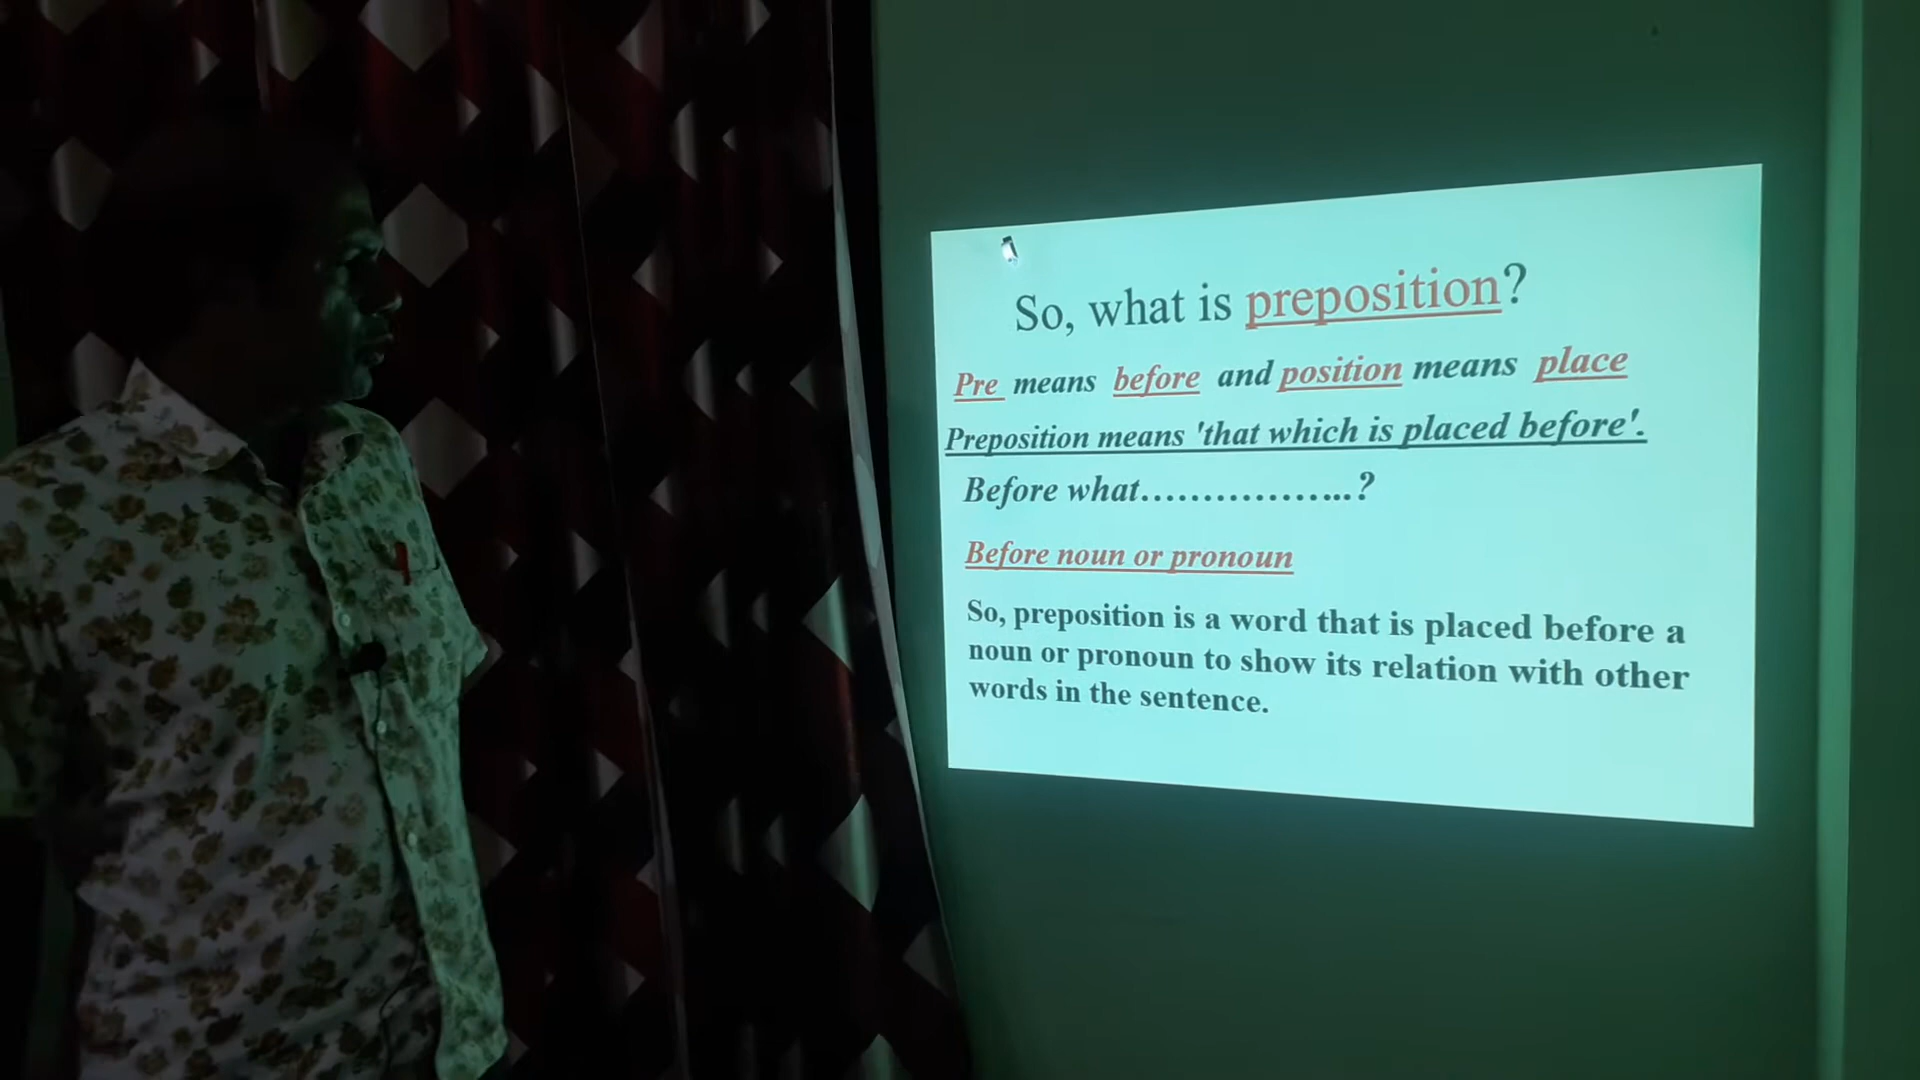 So, what is preposition?
Pre means before and position means place
Preposition means 'that which is placed before'.
Before what………………..?
Before noun or pronoun
So, preposition is a word that is placed before a
noun or pronoun to show its relation with other
words in the sentence.